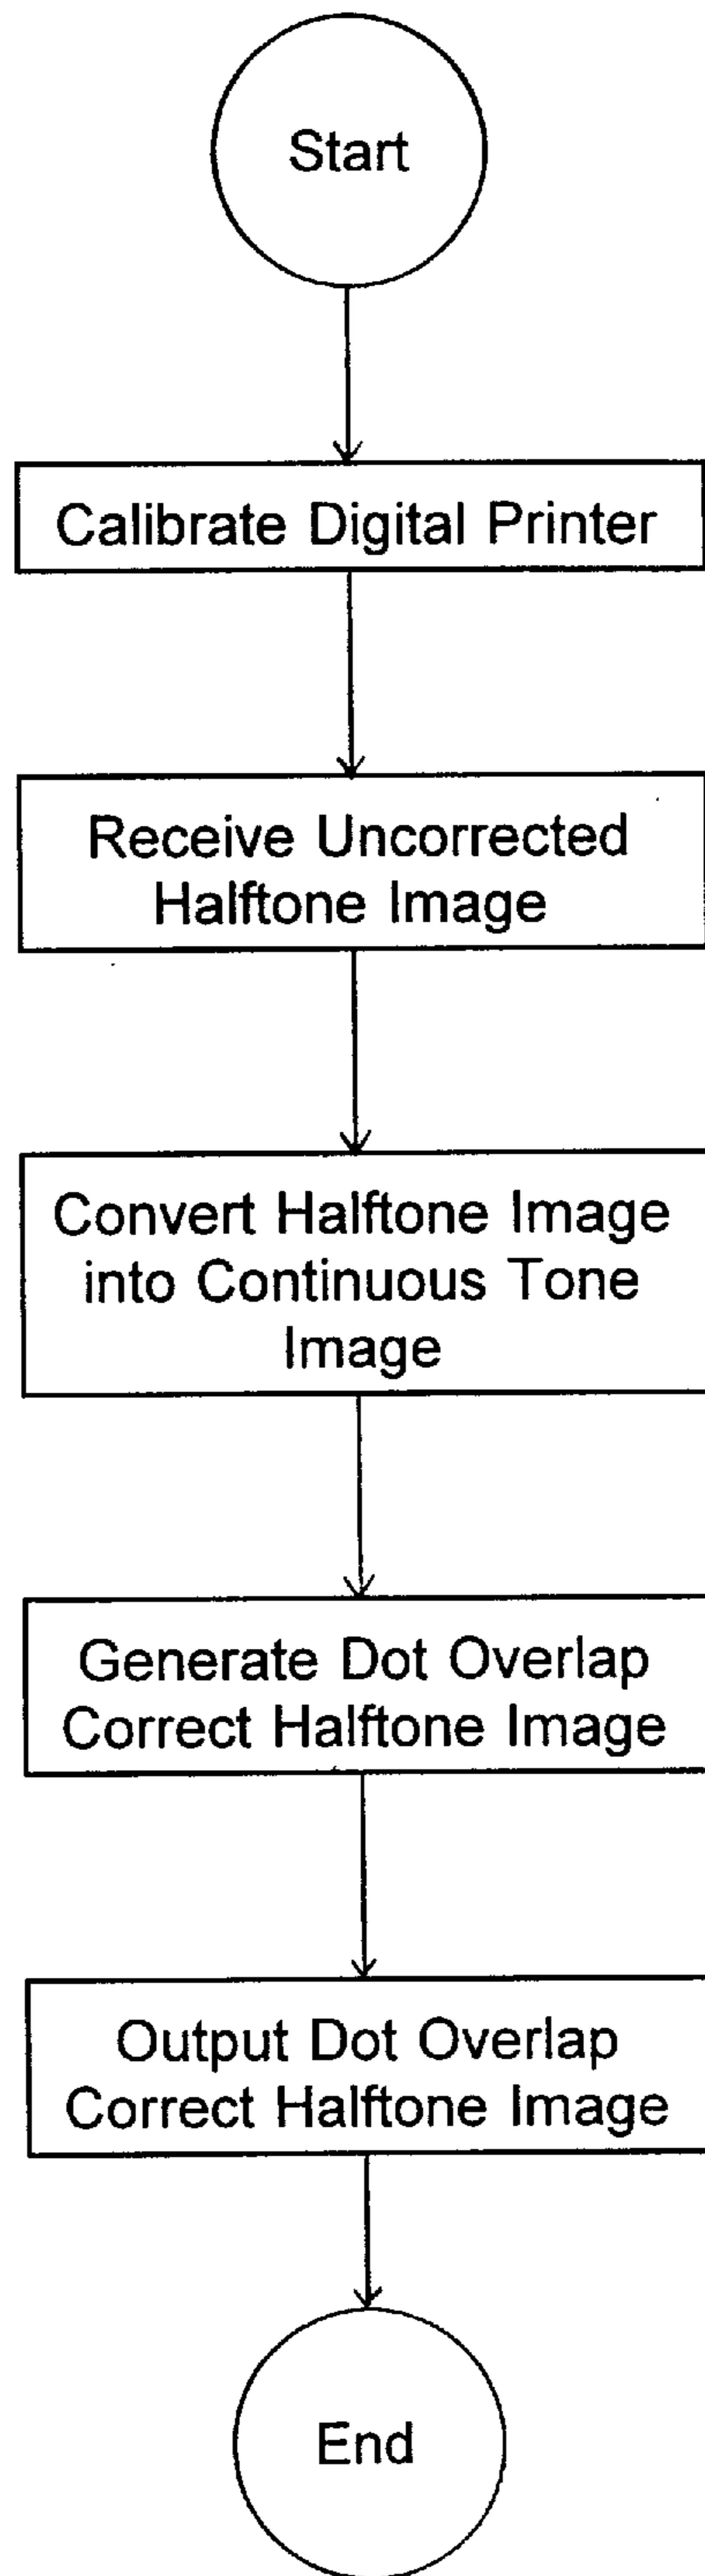 Start
Calibrate Digital Printer
Receive Uncorrected
Halftone Image
Convert Halftone Image
into Continuous Tone
Image
Generate Dot Overlap
Correct Halftone Image
Output Dot Overlap
Correct Halftone Image
End